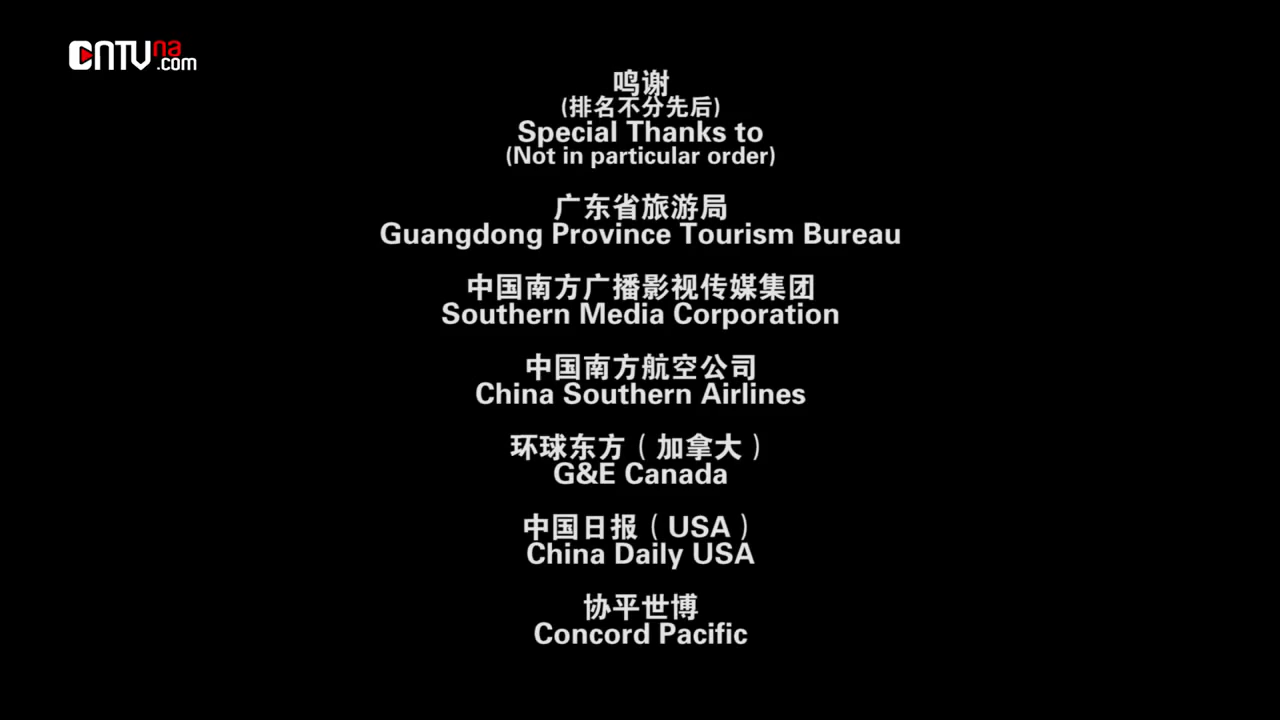 CNTVna
.com
鸣谢
(排名不分先后)
Special Thanks to
(Not in particular order)
广东省旅游局
Guangdong Province Tourism Bureau
中国南方广播影视传媒集团
Southern Media Corporation
中国南方航空公司
China Southern Airlines
环球东方（加拿大）
G&E Canada
中国日报（USA）
China Daily USA
协平世博
Concord Pacific